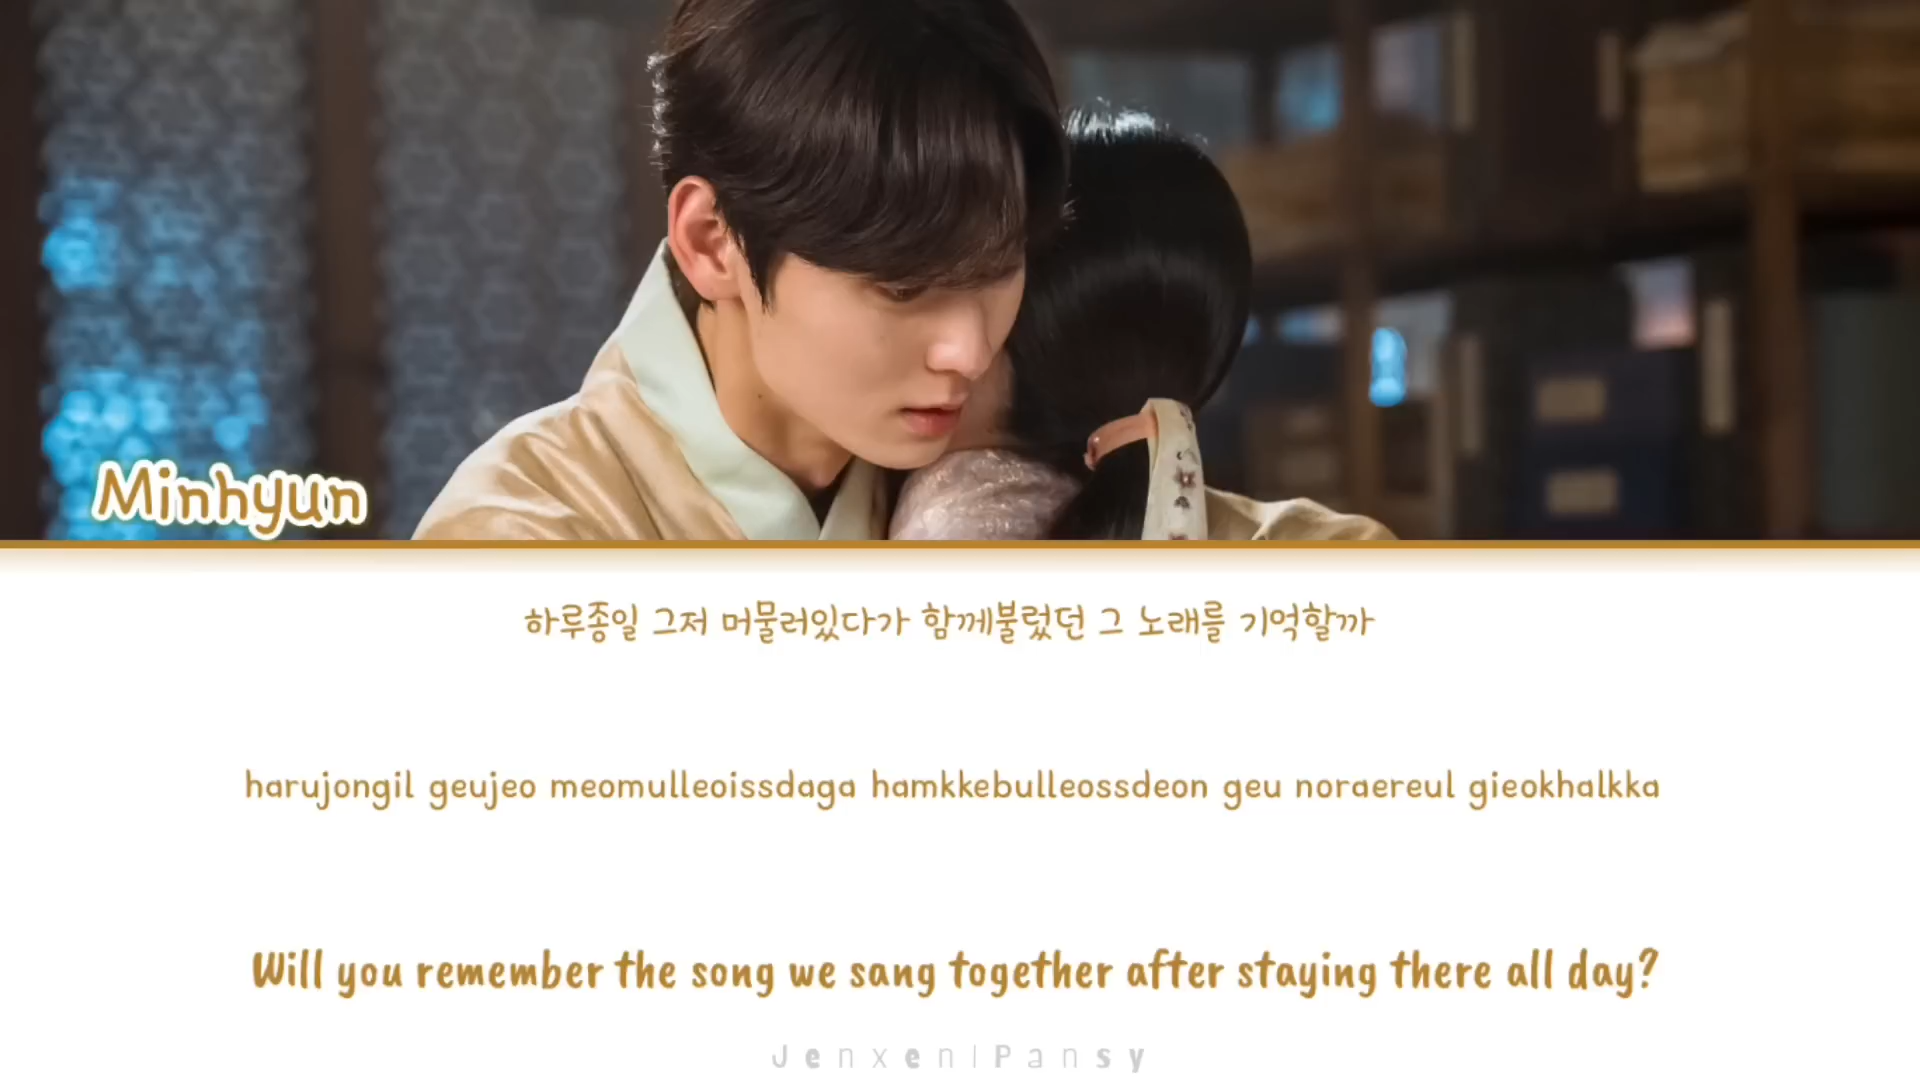 Minhyun
하루종일 그저 머물러있다가 함께불렀던 그 노래를 기억할까
harujongil geujeo meomulleoissdaga hamkkebulleossdeon geu noraereul gieokhalkka
Will you remember the song we sang together after staying there all day?
Jenxen|Pansy